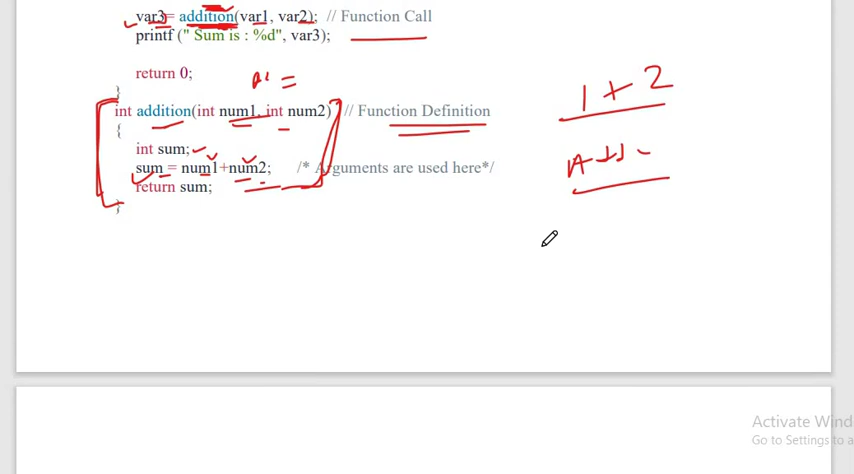 var3= addition(var1, var2); // Function Call
printf (" Sum is : %d", var3);
return 0;
}
int addition(int num1, int num2) // Function Definition
{
int sum;
sum = num1+num2; /* Arguments are used here*/
return sum;
}
1 + 2
Add
Activate Wind
Go to Settings to a